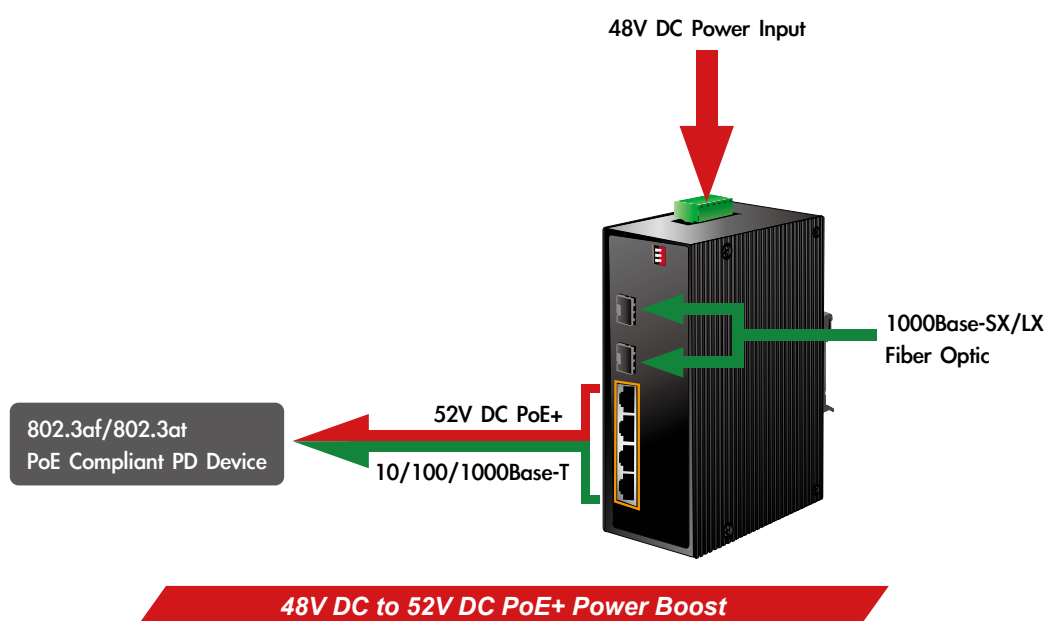 48V DC Power Input
1000Base-SX/LX
Fiber Optic
52V DC PoE+
802.3af/802.3at
PoE Compliant PD Device
10/100/1000Base-T
48V DC to 52V DC PoE+ Power Boost